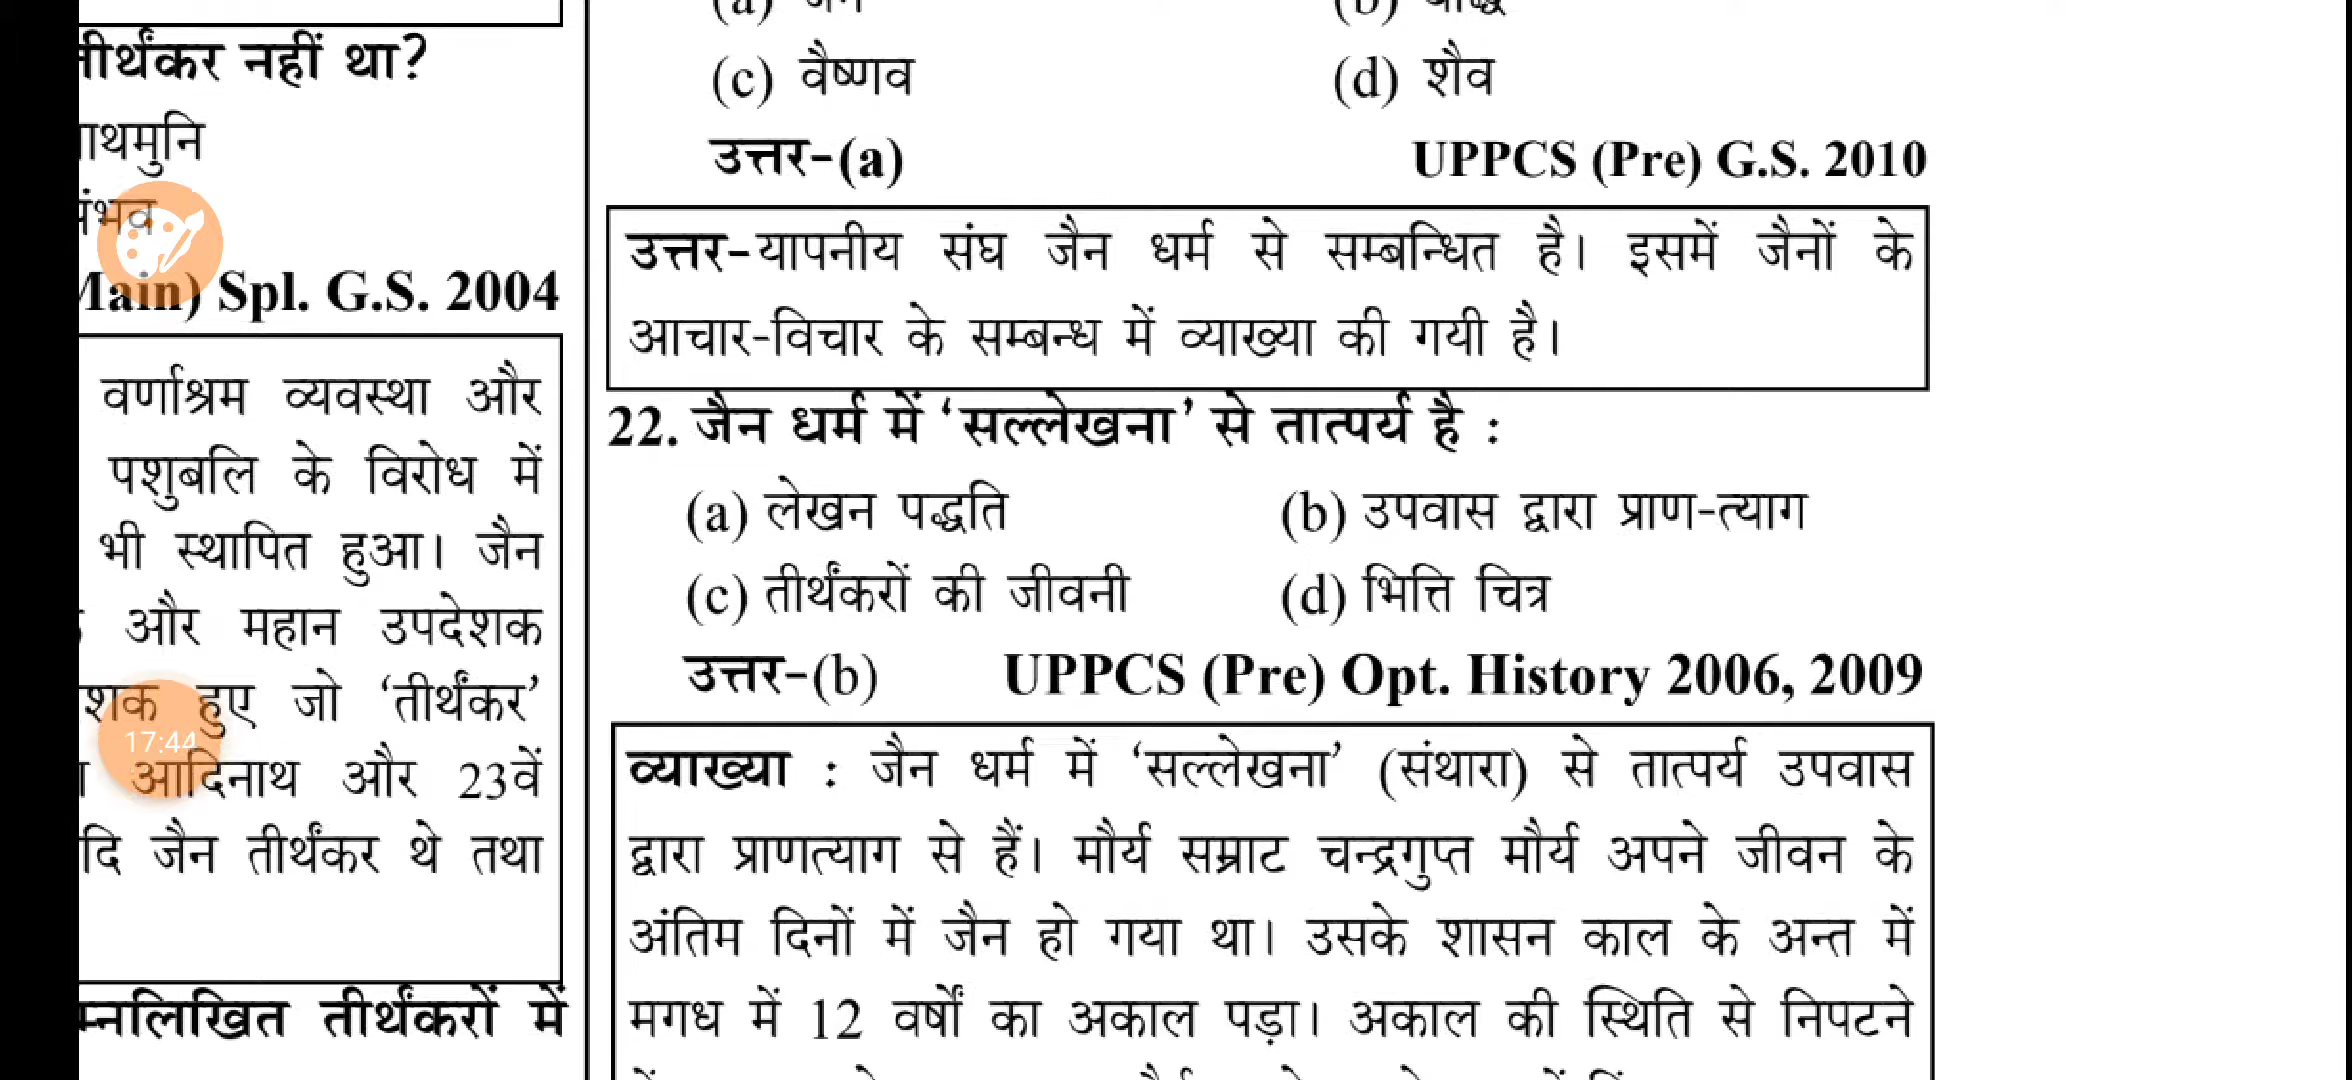 तीर्थंकर नहीं था?
Main) Spl. G.S. 2004
वर्णाश्रम व्यवस्था और
पशुबलि के विरोध में
भी स्थापित हुआ। जैन
और महान उपदेशक
हुए जो ‘तीर्थंकर’
आदिनाथ और 23वें
जैन तीर्थंकर थे तथा
तीर्थंकरों में
17:44
(c) वैष्णव (d) शैव
उत्तर-(a) UPPCS (Pre) G.S. 2010
उत्तर-यापनीय संघ जैन धर्म से सम्बन्धित है। इसमें जैनों के
आचार-विचार के सम्बन्ध में व्याख्या की गयी है।
22. जैन धर्म में ‘सल्लेखना’ से तात्पर्य है :
(a) लेखन पद्धति (b) उपवास द्वारा प्राण-त्याग
(c) तीर्थंकरों की जीवनी (d) भित्ति चित्र
उत्तर-(b) UPPCS (Pre) Opt. History 2006, 2009
व्याख्या : जैन धर्म में ‘सल्लेखना’ (संथारा) से तात्पर्य उपवास
द्वारा प्राणत्याग से हैं। मौर्य सम्राट चन्द्रगुप्त मौर्य अपने जीवन के
अंतिम दिनों में जैन हो गया था। उसके शासन काल के अन्त में
मगध में 12 वर्षों का अकाल पड़ा। अकाल की स्थिति से निपटने